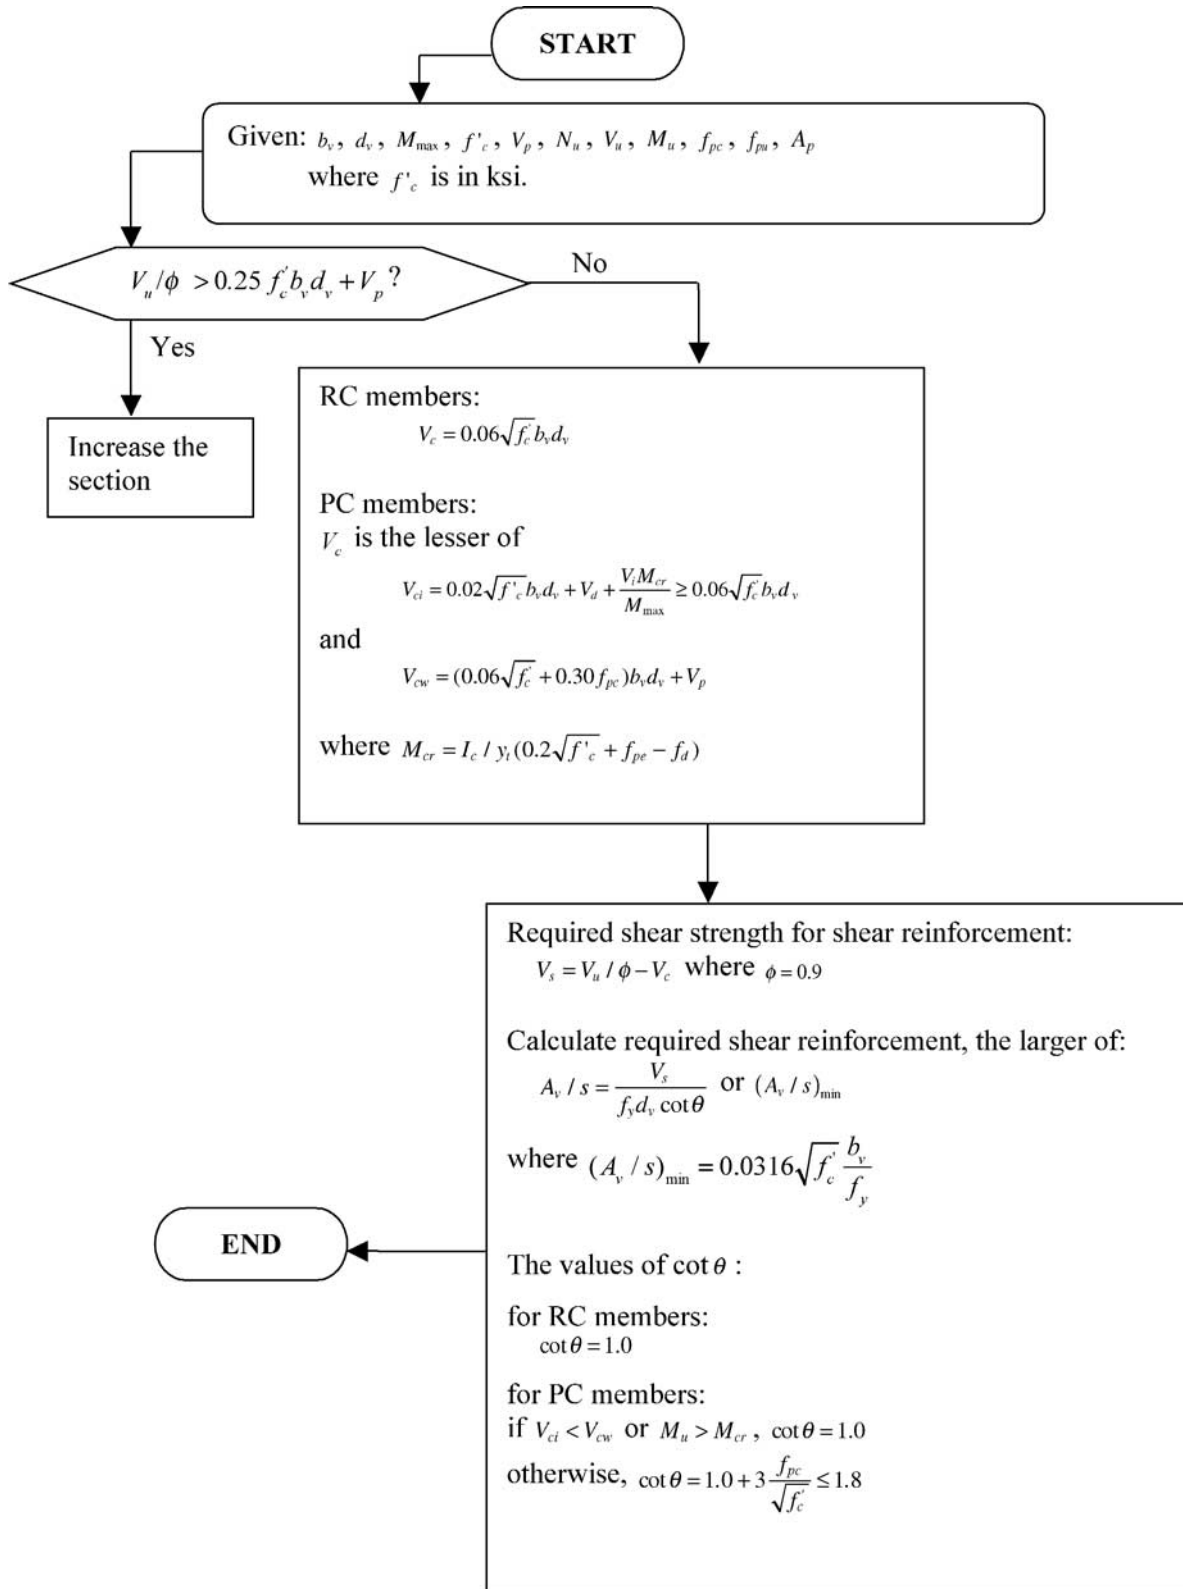 START
Given: b_v, d_v, M_max, f'_c, V_p, N_u, V_u, M_u, f_pc, f_pu, A_p
where f'_c is in ksi.
V_u/ϕ > 0.25 f'_c b_v d_v + V_p ?
No
Yes
Increase the
section
RC members:
V_c = 0.06√f'_c b_v d_v
PC members:
V_c is the lesser of
V_ci = 0.02√f'_c b_v d_v + V_d + V_i M_cr / M_max ≥ 0.06√f'_c b_v d_v
and
V_cw = (0.06√f'_c + 0.30 f_pc) b_v d_v + V_p
where M_cr = I_c / y_t (0.2√f'_c + f_pe − f_d)
Required shear strength for shear reinforcement:
V_s = V_u / ϕ − V_c where ϕ = 0.9
Calculate required shear reinforcement, the larger of:
A_v / s = V_s / (f_y d_v cot θ) or (A_v / s)_min
where (A_v / s)_min = 0.0316√f'_c b_v / f_y
END
The values of cot θ :
for RC members:
cot θ = 1.0
for PC members:
if V_ci < V_cw or M_u > M_cr, cot θ = 1.0
otherwise, cot θ = 1.0 + 3 f_pc / √f'_c ≤ 1.8